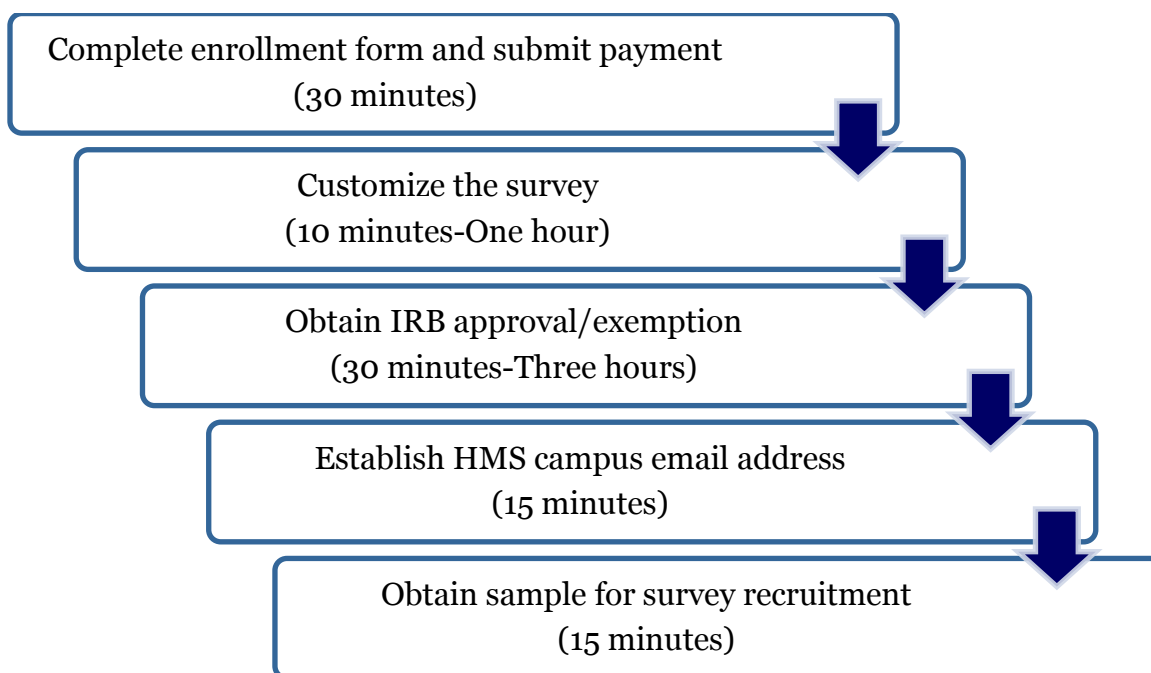 Complete enrollment form and submit payment
(30 minutes)
Customize the survey
(10 minutes-One hour)
Obtain IRB approval/exemption
(30 minutes-Three hours)
Establish HMS campus email address
(15 minutes)
Obtain sample for survey recruitment
(15 minutes)